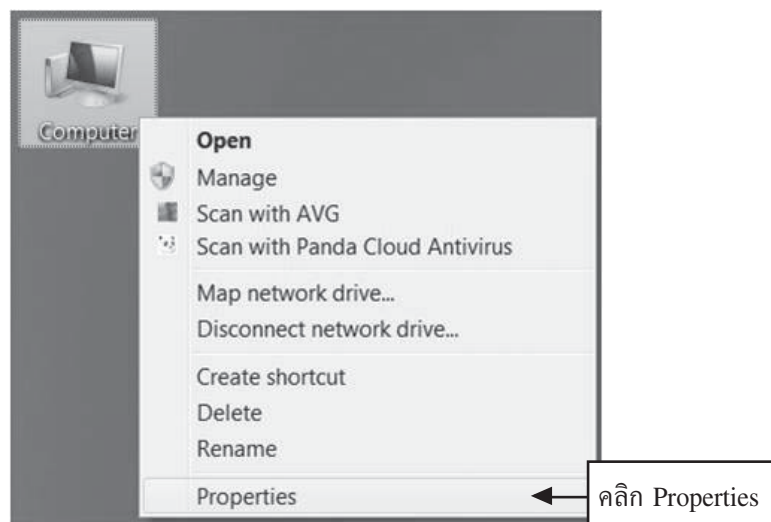 Computer
Open
Manage
Scan with AVG
Scan with Panda Cloud Antivirus
Map network drive...
Disconnect network drive...
Create shortcut
Delete
Rename
Properties
คลิก Properties